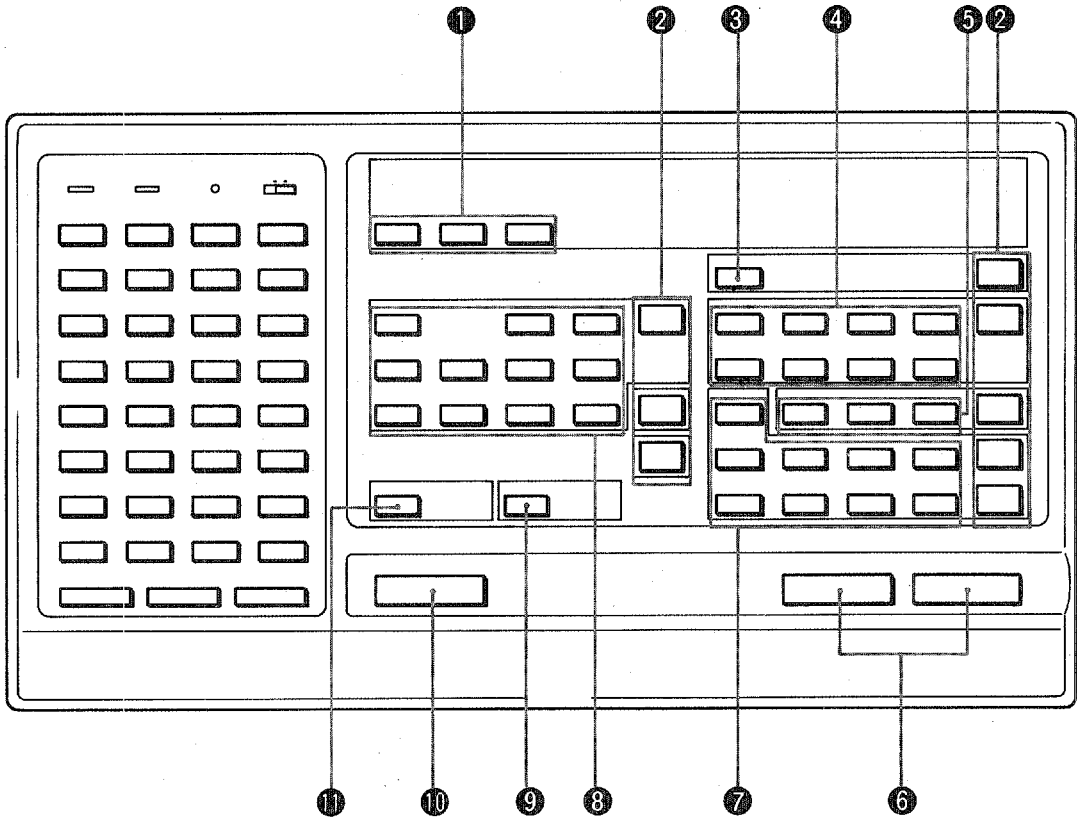 ❶ ❷ ❸ ❹ ❺ ❷
⓫ ❿ ❾ ❽ ❼ ❻